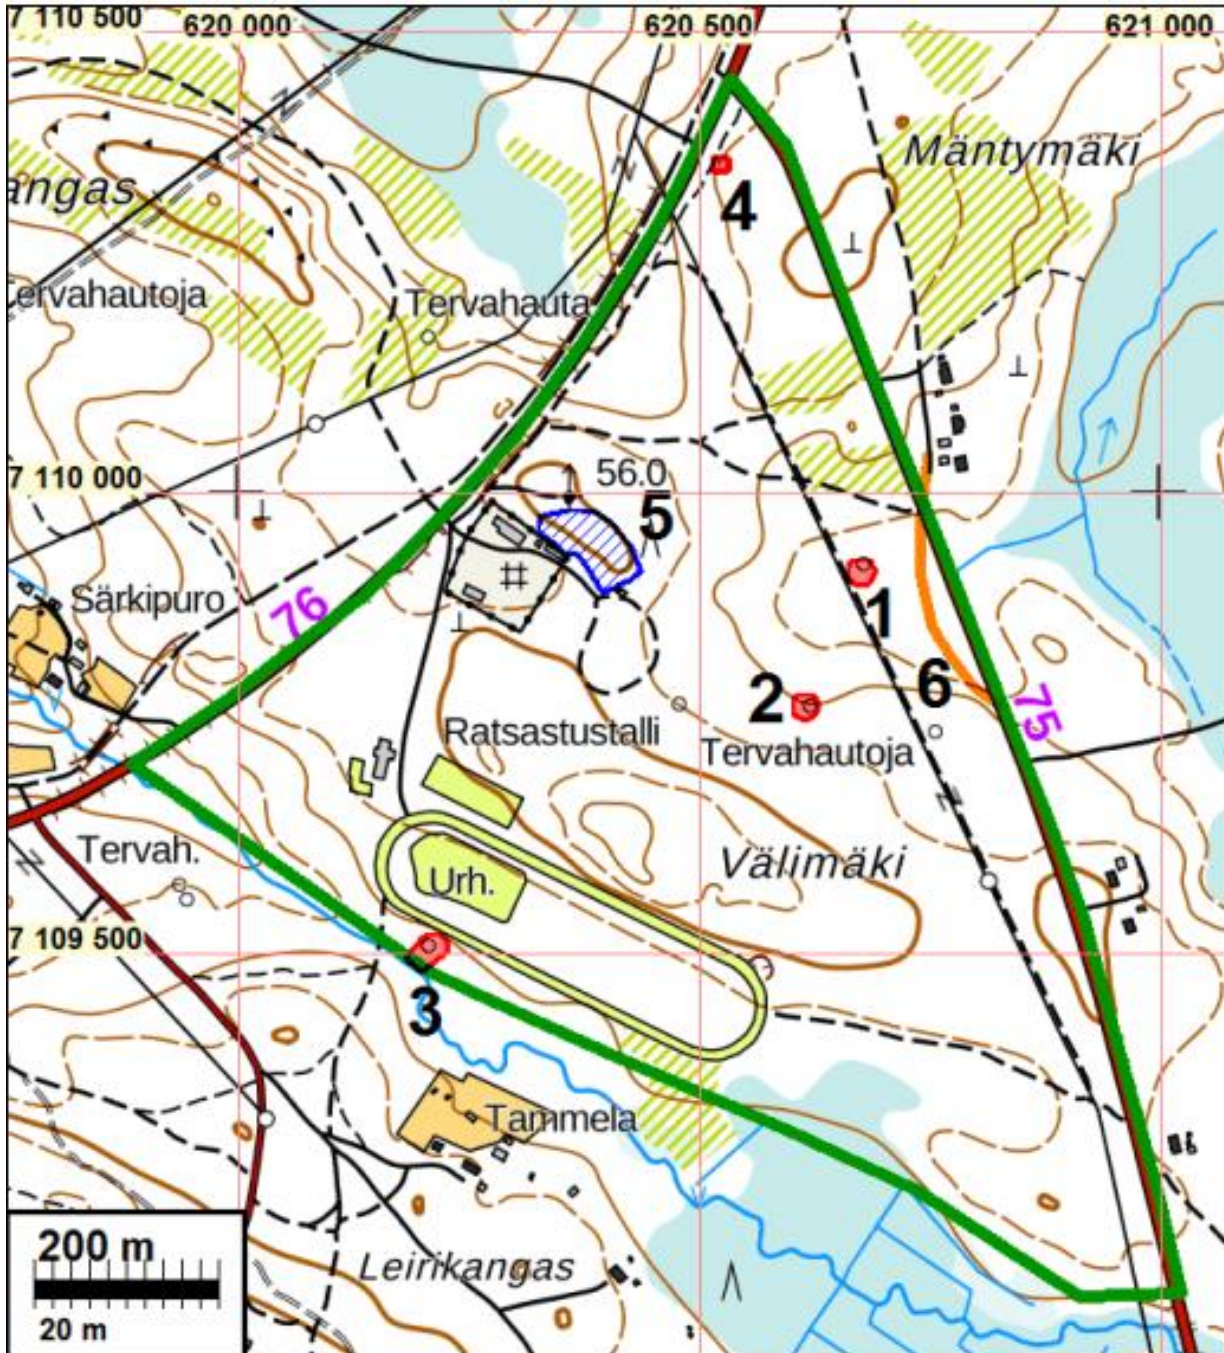 7 110 500
620 000
620 500
621 000
Mäntymäki
angas
4
ervahautoja
Tervahauta
7 110 000
56.0
5
Särkipuro
76
1
2
6
75
Ratsastustalli
Tervahautoja
Tervah.
Urh.
Välimäki
7 109 500
3
Tammela
200 m
20 m
Leirikangas